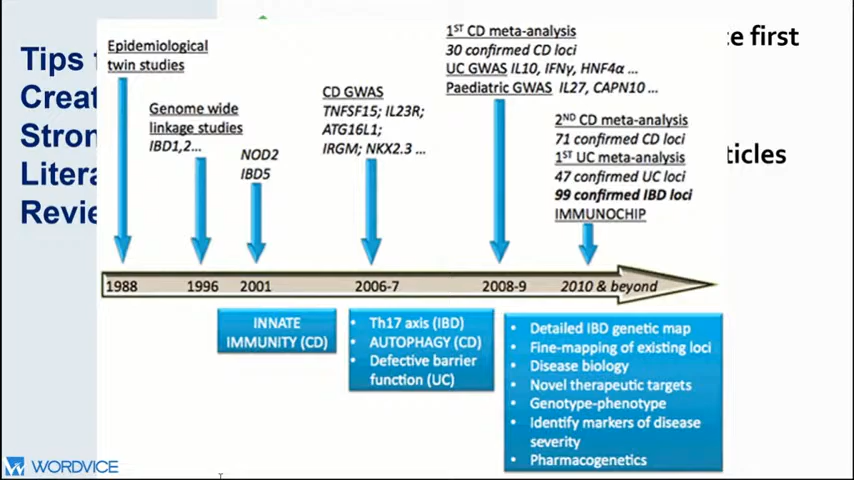 Tips
Creat
Stron
Litera
Revie
ce first
ticles
Epidemiological
twin studies
Genome wide
linkage studies
IBD1,2...
NOD2
IBD5
CD GWAS
TNFSF15; IL23R;
ATG16L1;
IRGM; NKX2.3 ...
1ST CD meta-analysis
30 confirmed CD loci
UC GWAS IL10, IFNγ, HNF4α ...
Paediatric GWAS IL27, CAPN10 ...
2ND CD meta-analysis
71 confirmed CD loci
1ST UC meta-analysis
47 confirmed UC loci
99 confirmed IBD loci
IMMUNOCHIP
1988 1996 2001 2006-7 2008-9 2010 & beyond
INNATE
IMMUNITY (CD)
• Th17 axis (IBD)
• AUTOPHAGY (CD)
• Defective barrier
function (UC)
• Detailed IBD genetic map
• Fine-mapping of existing loci
• Disease biology
• Novel therapeutic targets
• Genotype-phenotype
• Identify markers of disease
severity
• Pharmacogenetics
WORDVICE